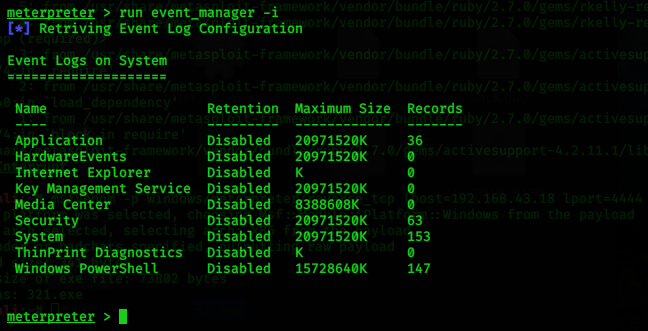 meterpreter > run event_manager -i
[*] Retriving Event Log Configuration
Event Logs on System
====================
Name Retention Maximum Size Records
---- --------- ------------ -------
Application Disabled 20971520K 36
HardwareEvents Disabled 20971520K 0
Internet Explorer Disabled K 0
Key Management Service Disabled 20971520K 0
Media Center Disabled 8388608K 0
Security Disabled 20971520K 63
System Disabled 20971520K 153
ThinPrint Diagnostics Disabled K 0
Windows PowerShell Disabled 15728640K 147
meterpreter >